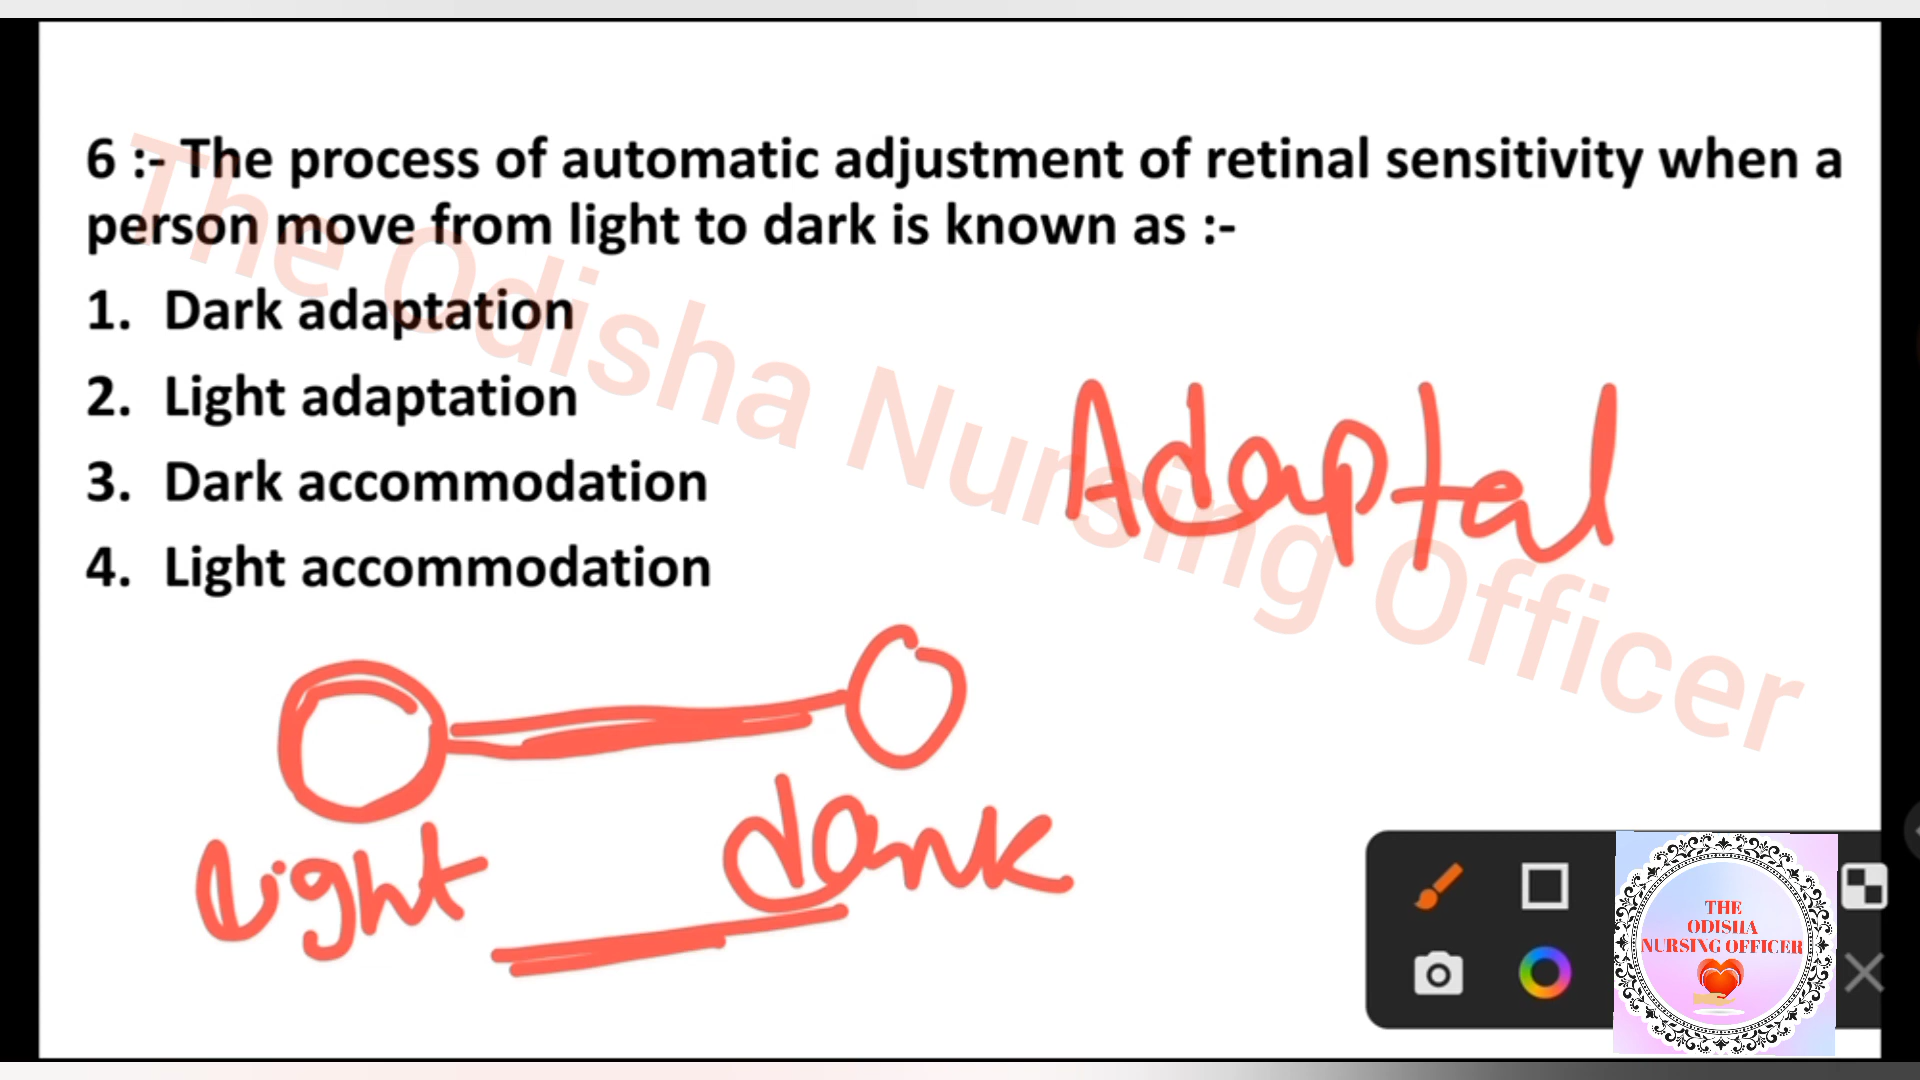 6 :- The process of automatic adjustment of retinal sensitivity when a
person move from light to dark is known as :-
1. Dark adaptation
2. Light adaptation
3. Dark accommodation
4. Light accommodation
The Odisha Nursing Officer
light
dark
THE
ODISHA
NURSING OFFICER